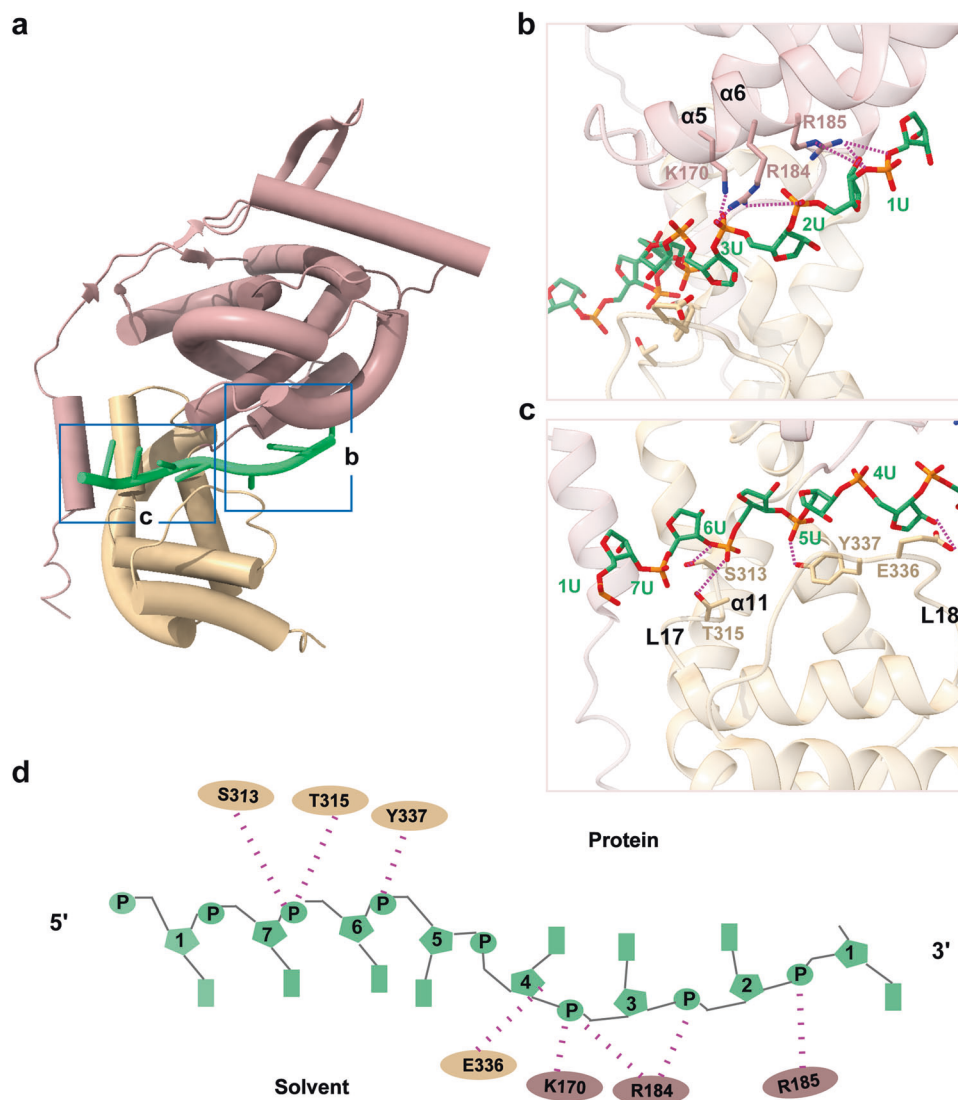 a
b
c
b
α5
α6
R185
K170
R184
1U
2U
3U
c
4U
6U
5U
Y337
S313
E336
1U
7U
α11
L17
T315
L18
d
S313
T315
Y337
Protein
5'
P
P
P
P
P
1
7
6
5
4
P
3
P
2
P
1
3'
E336
K170
R184
R185
Solvent